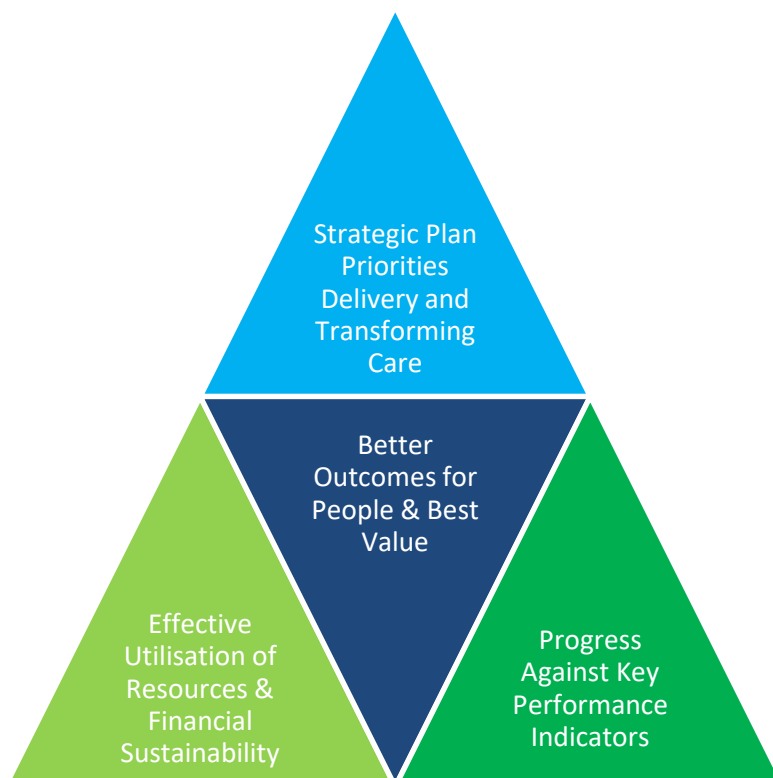 Strategic Plan
Priorities
Delivery and
Transforming
Care
Better
Outcomes for
People & Best
Value
Effective
Utilisation of
Resources &
Financial
Sustainability
Progress
Against Key
Performance
Indicators